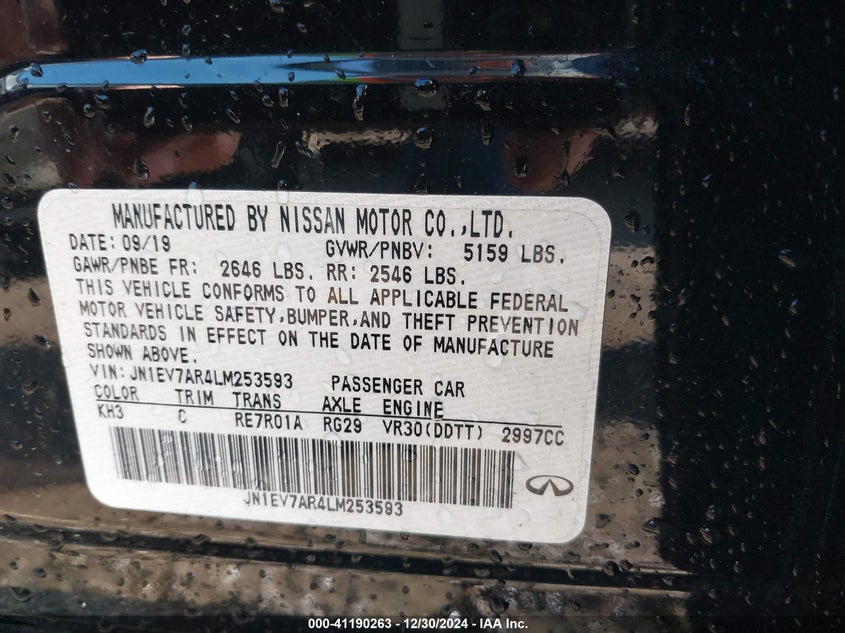 MANUFACTURED BY NISSAN MOTOR CO.,LTD.
DATE: 09/19 GVWR/PNBV: 5159 LBS.
GAWR/PNBE FR: 2646 LBS. RR: 2546 LBS.
THIS VEHICLE CONFORMS TO ALL APPLICABLE FEDERAL
MOTOR VEHICLE SAFETY,BUMPER,AND THEFT PREVENTION
STANDARDS IN EFFECT ON THE DATE OF MANUFACTURE
SHOWN ABOVE.
VIN: JN1EV7AR4LM253593 PASSENGER CAR
COLOR TRIM TRANS AXLE ENGINE
KH3 C RE7R01A RG29 VR30(DDTT) 2997CC
JN1EV7AR4LM253593
000-41190263 - 12/30/2024 - IAA Inc.